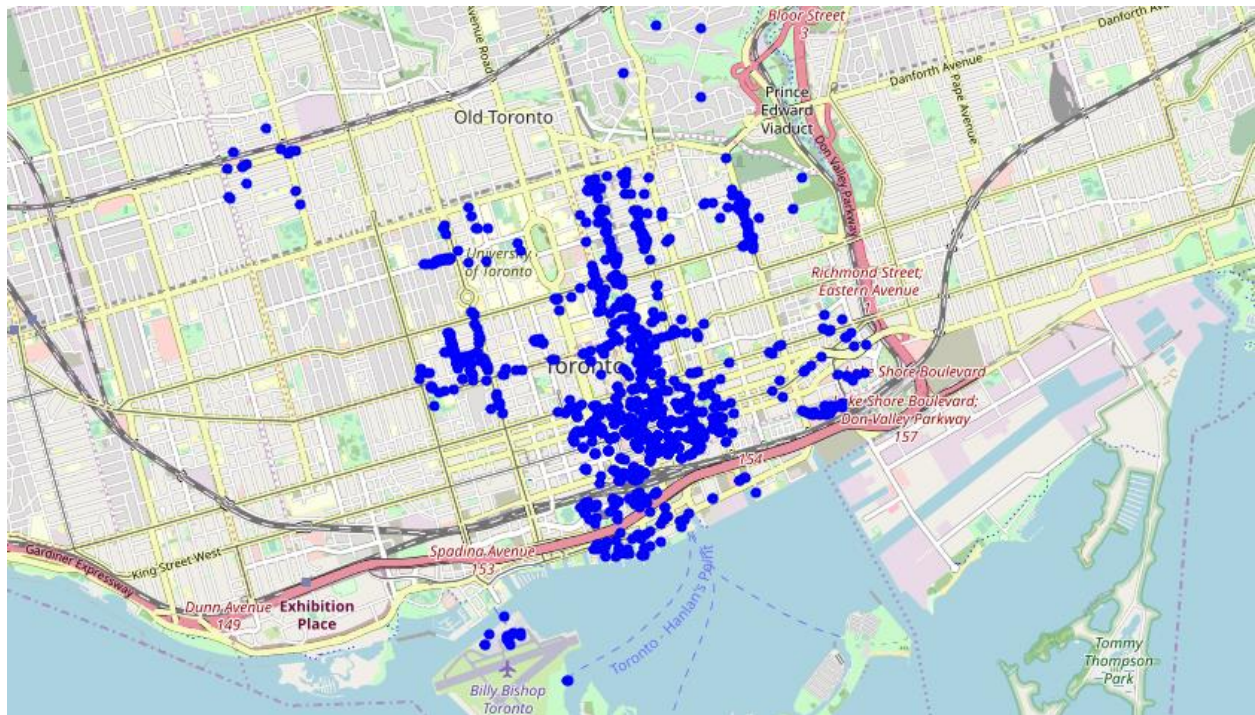 Bloor Street
3
Danforth Av
Avenue Road
Danforth Avenue
Pape Avenue
Prince
Edward
Viaduct
Old Toronto
Don Valley Parkway
University
of Toronto
Richmond Street;
Eastern Avenue
1
Toronto
Shore Boulevard
ke Shore Boulevard;
Don Valley Parkway
157
154
Spadina Avenue
153
King Street West
Gardiner Expressway
Dunn Avenue
149
Exhibition
Place
Toronto - Hanlan's Point
Billy Bishop
Toronto
Tommy
Thompson
Park